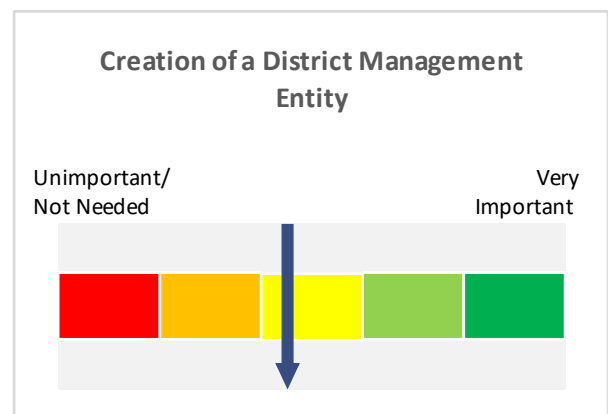 Creation of a District Management
Entity
Unimportant/
Not Needed
Very
Important